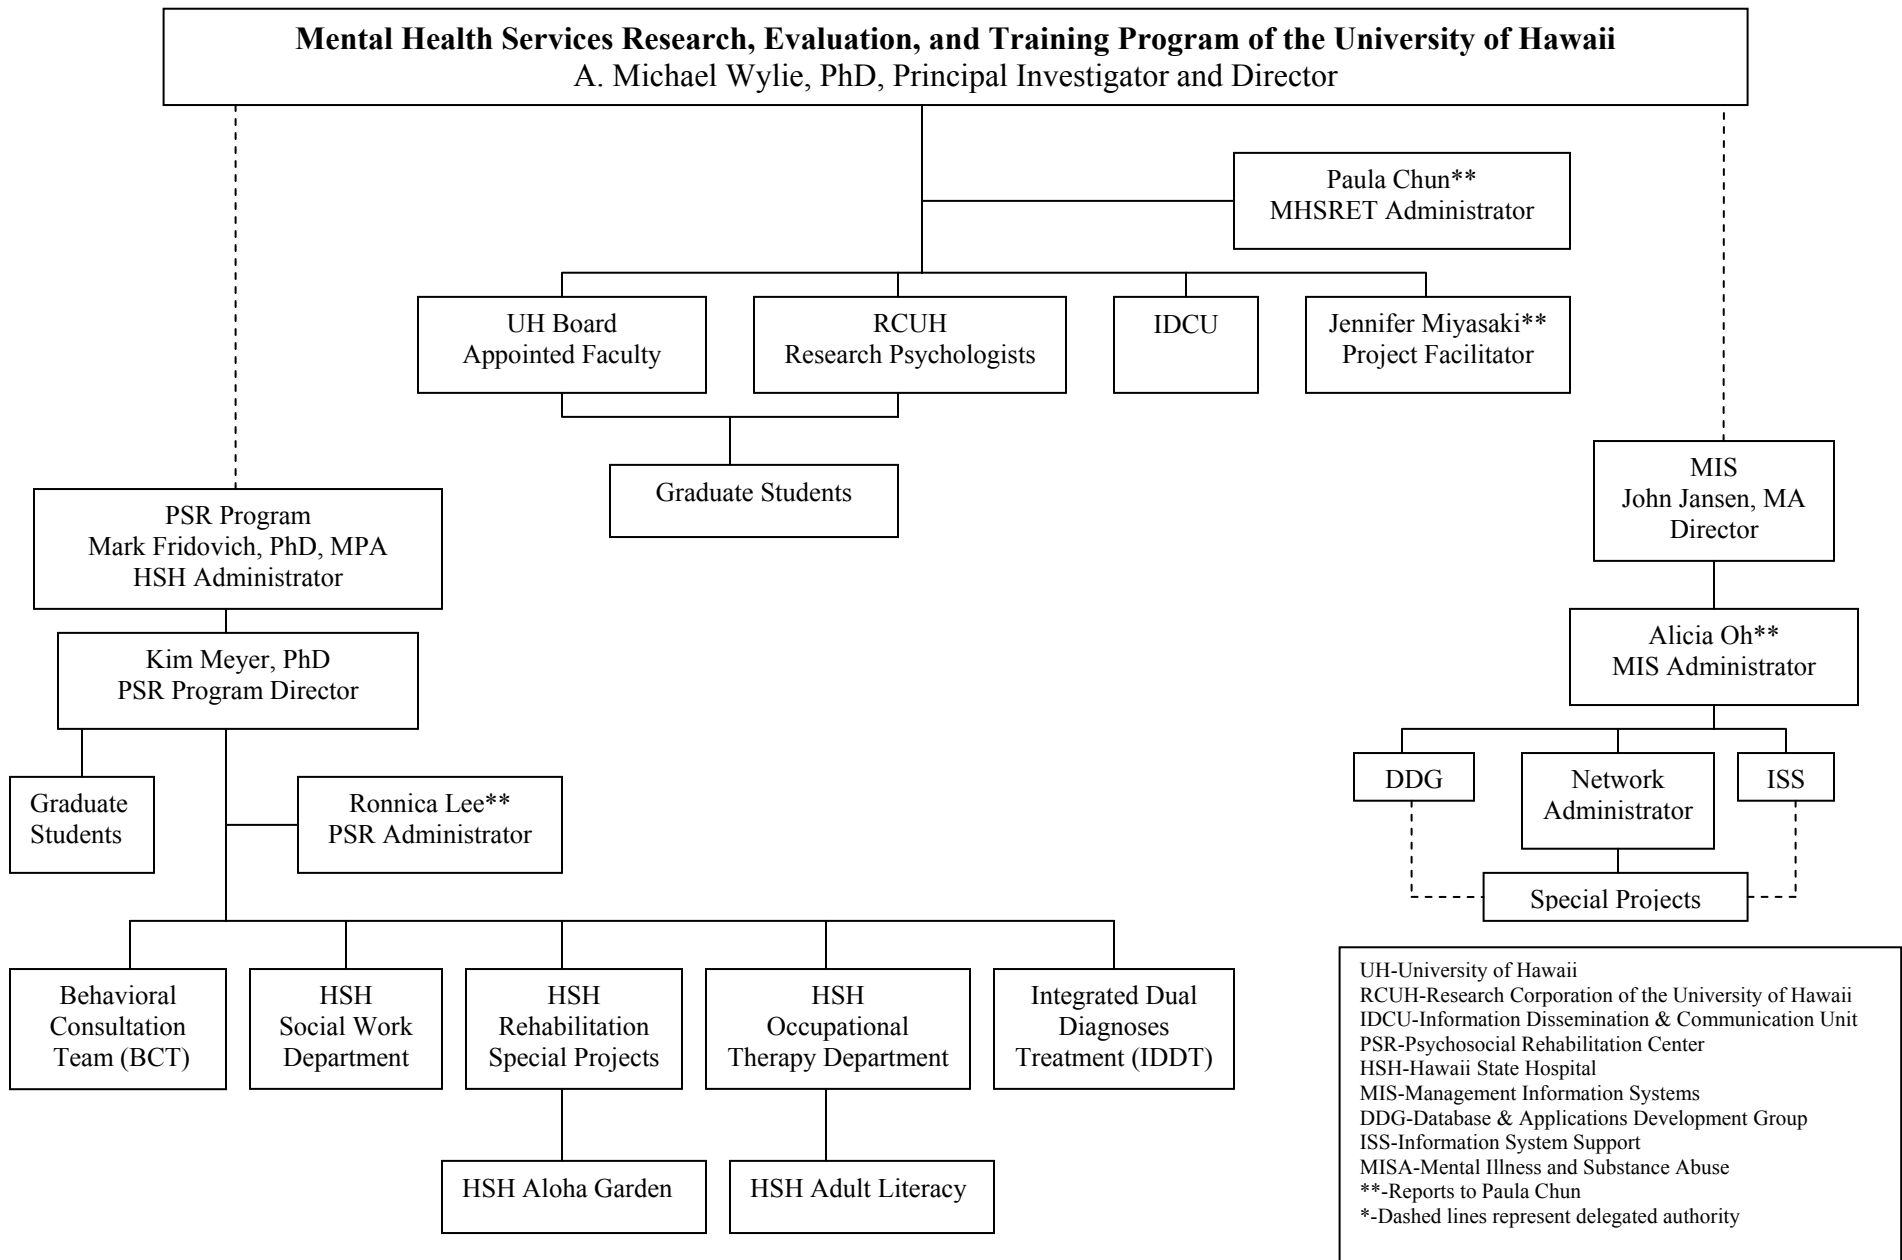 Mental Health Services Research, Evaluation, and Training Program of the University of Hawaii
A. Michael Wylie, PhD, Principal Investigator and Director
Paula Chun**
MHSRET Administrator
UH Board
Appointed Faculty
RCUH
Research Psychologists
IDCU
Jennifer Miyasaki**
Project Facilitator
Graduate Students
MIS
John Jansen, MA
Director
PSR Program
Mark Fridovich, PhD, MPA
HSH Administrator
Alicia Oh**
MIS Administrator
Kim Meyer, PhD
PSR Program Director
DDG
Network
Administrator
ISS
Graduate
Students
Ronnica Lee**
PSR Administrator
Special Projects
Behavioral
Consultation
Team (BCT)
HSH
Social Work
Department
HSH
Rehabilitation
Special Projects
HSH
Occupational
Therapy Department
Integrated Dual
Diagnoses
Treatment (IDDT)
HSH Aloha Garden
HSH Adult Literacy
UH-University of Hawaii
RCUH-Research Corporation of the University of Hawaii
IDCU-Information Dissemination & Communication Unit
PSR-Psychosocial Rehabilitation Center
HSH-Hawaii State Hospital
MIS-Management Information Systems
DDG-Database & Applications Development Group
ISS-Information System Support
MISA-Mental Illness and Substance Abuse
**-Reports to Paula Chun
*-Dashed lines represent delegated authority